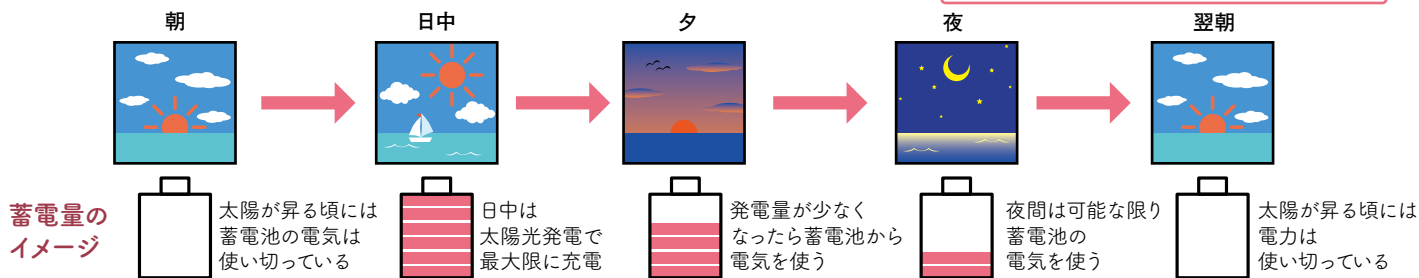 朝
日中
夕
夜
翌朝
蓄電量の
イメージ
太陽が昇る頃には
蓄電池の電気は
使い切っている
日中は
太陽光発電で
最大限に充電
発電量が少なく
なったら蓄電池から
電気を使う
夜間は可能な限り
蓄電池の
電気を使う
太陽が昇る頃には
電力は
使い切っている